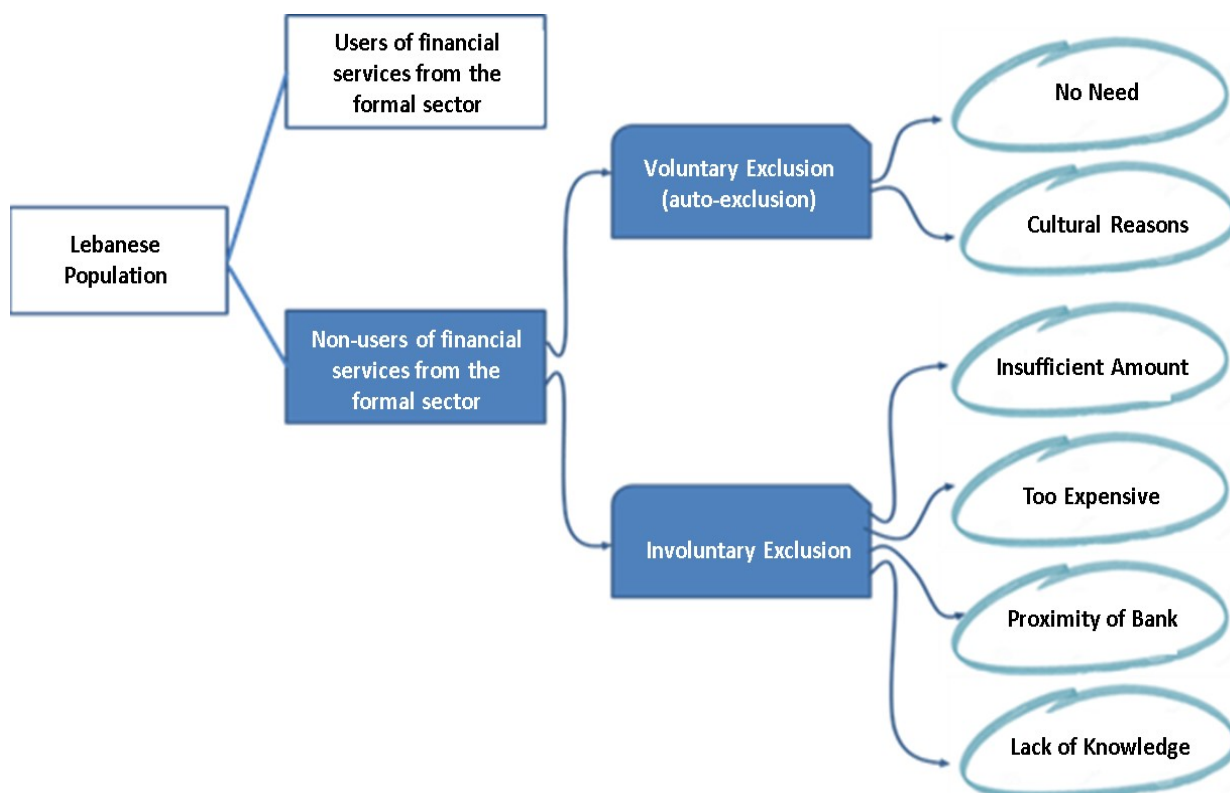 Lebanese
Population
Users of financial
services from the
formal sector
Non-users of financial
services from the
formal sector
Voluntary Exclusion
(auto-exclusion)
Involuntary Exclusion
No Need
Cultural Reasons
Insufficient Amount
Too Expensive
Proximity of Bank
Lack of Knowledge